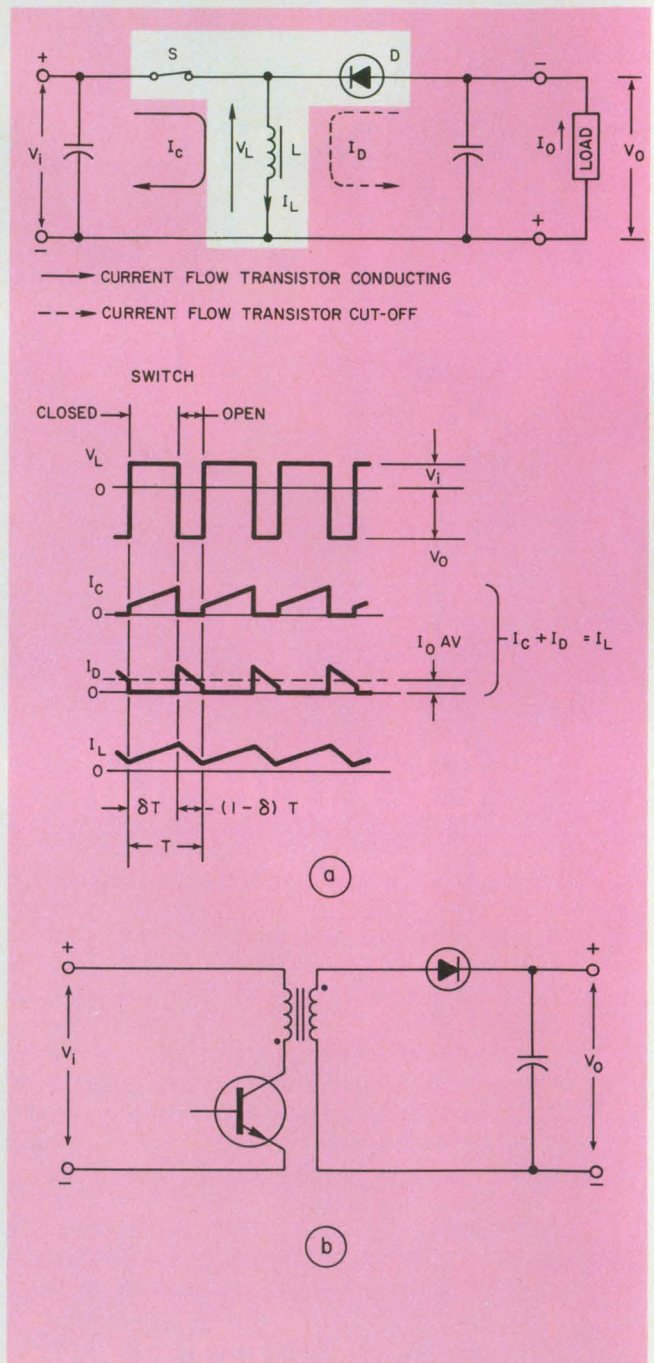 + S D −
Vi IC VL L ID IO LOAD VO
IL
− +
CURRENT FLOW TRANSISTOR CONDUCTING
CURRENT FLOW TRANSISTOR CUT-OFF
SWITCH
CLOSED OPEN
VL
0
Vi
VO
IC
0
IO AV
IC + ID = IL
ID
0
IL
0
δT (1 - δ) T
T
a
+ +
Vi VO
− −
b